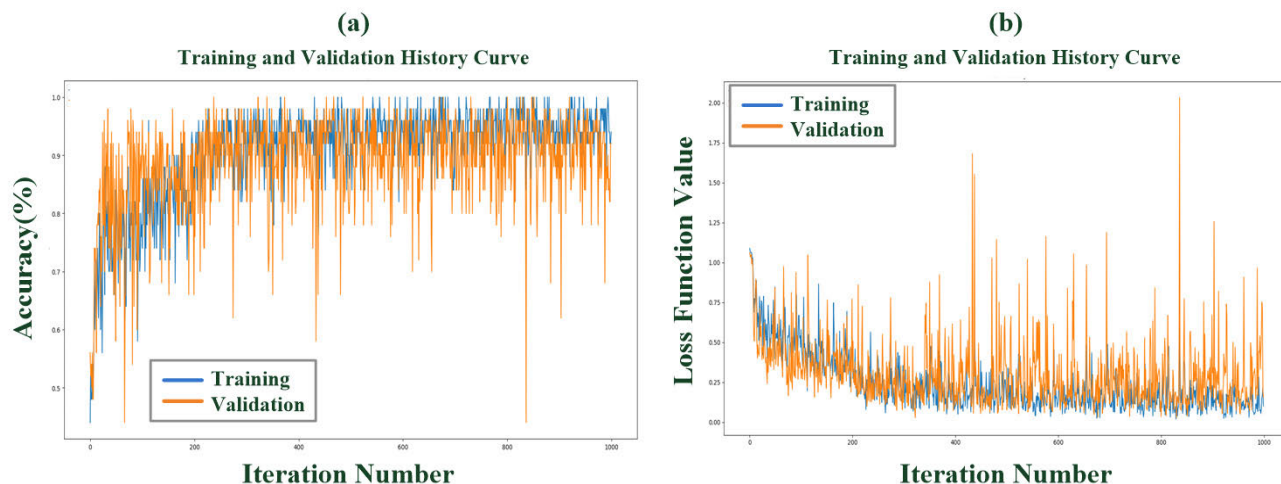 (a)
Training and Validation History Curve
Accuracy(%)
1.0
0.9
0.8
0.7
0.6
0.5
Training
Validation
0
200
400
600
800
1000
Iteration Number
(b)
Training and Validation History Curve
Loss Function Value
2.00
1.75
1.50
1.25
1.00
0.75
0.50
0.25
0.00
Training
Validation
0
200
400
600
800
1000
Iteration Number